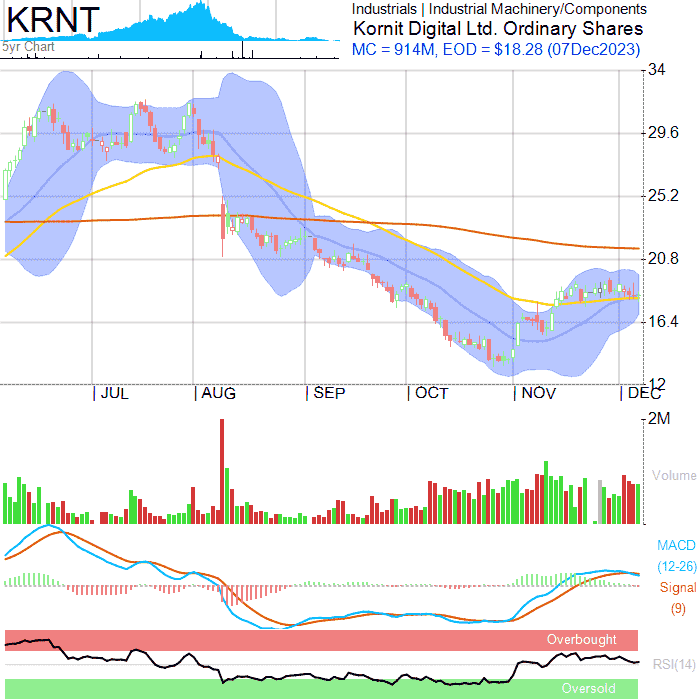 KRNT
5yr Chart
Industrials | Industrial Machinery/Components
Kornit Digital Ltd. Ordinary Shares
MC = 914M, EOD = $18.28 (07Dec2023)
34
29.6
25.2
20.8
16.4
12
JUL
AUG
SEP
OCT
NOV
DEC
2M
Volume
MACD
(12-26)
Signal
(9)
Overbought
RSI(14)
Oversold